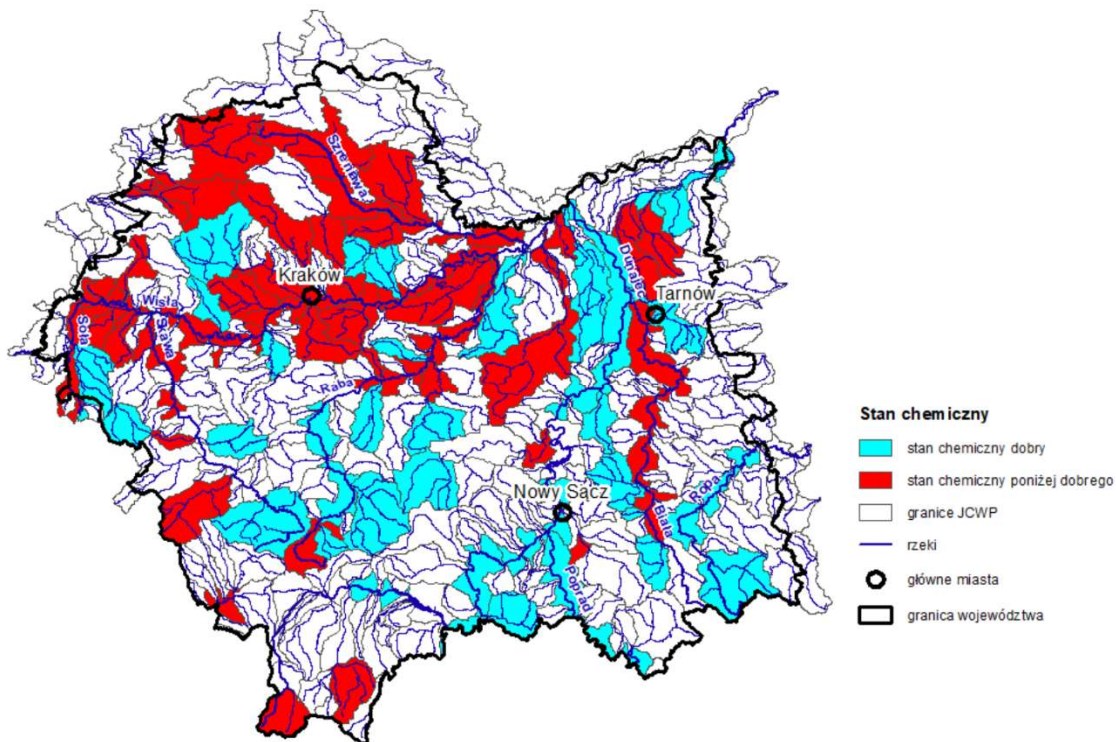 Szreniawa
Kraków
Dunajec
Tarnów
Wisła
Soła
Skawa
Raba
Nowy Sącz
Ropa
Biała
Poprad
Stan chemiczny
stan chemiczny dobry
stan chemiczny poniżej dobrego
granice JCWP
rzeki
główne miasta
granica województwa